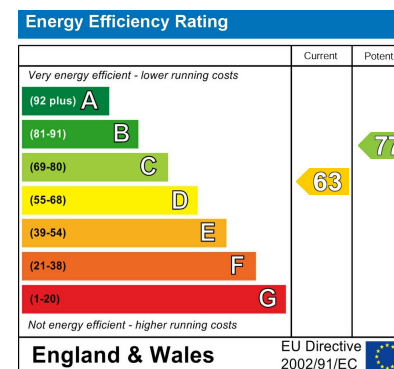 Energy Efficiency Rating
Current Potent
Very energy efficient - lower running costs
(92 plus) A
(81-91) B
77
(69-80) C
63
(55-68) D
(39-54) E
(21-38) F
(1-20) G
Not energy efficient - higher running costs
England & Wales
EU Directive
2002/91/EC